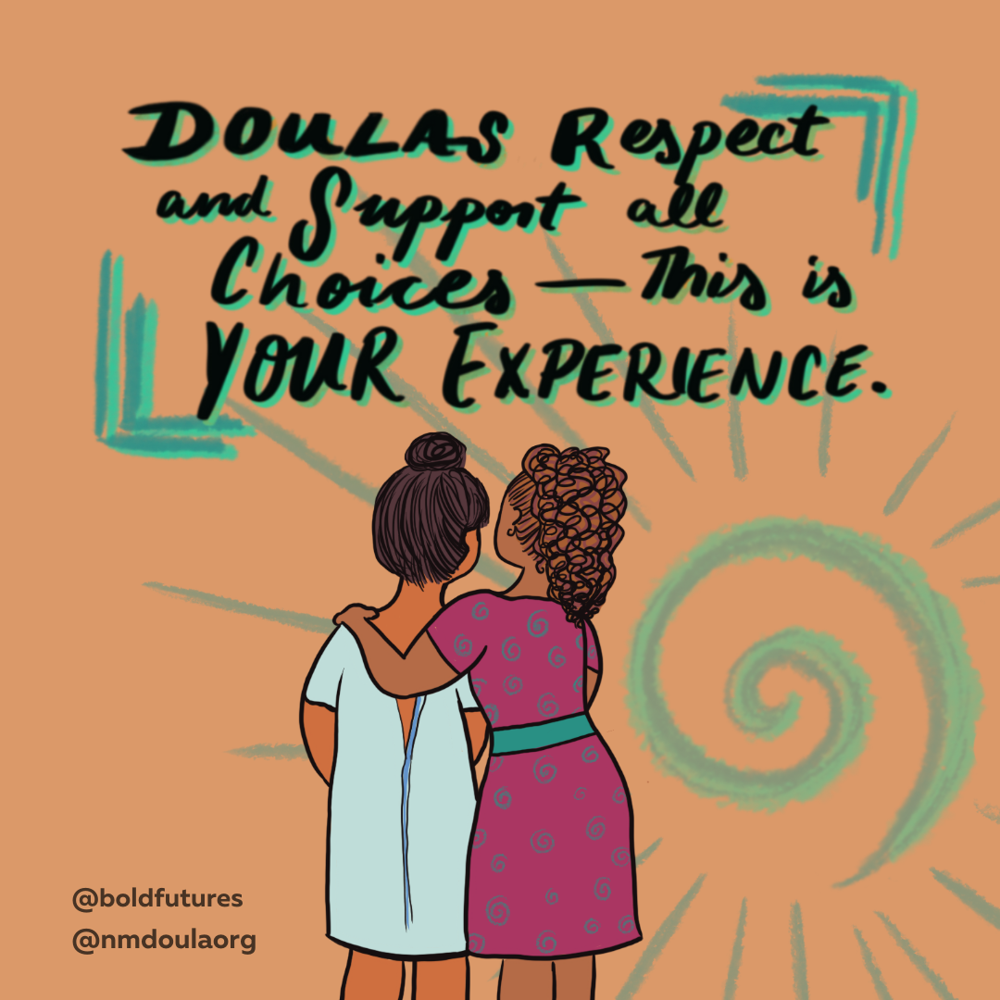 DOULAS Respect
and Support all
Choices — This is
YOUR EXPERIENCE.
@boldfutures
@nmdoulaorg